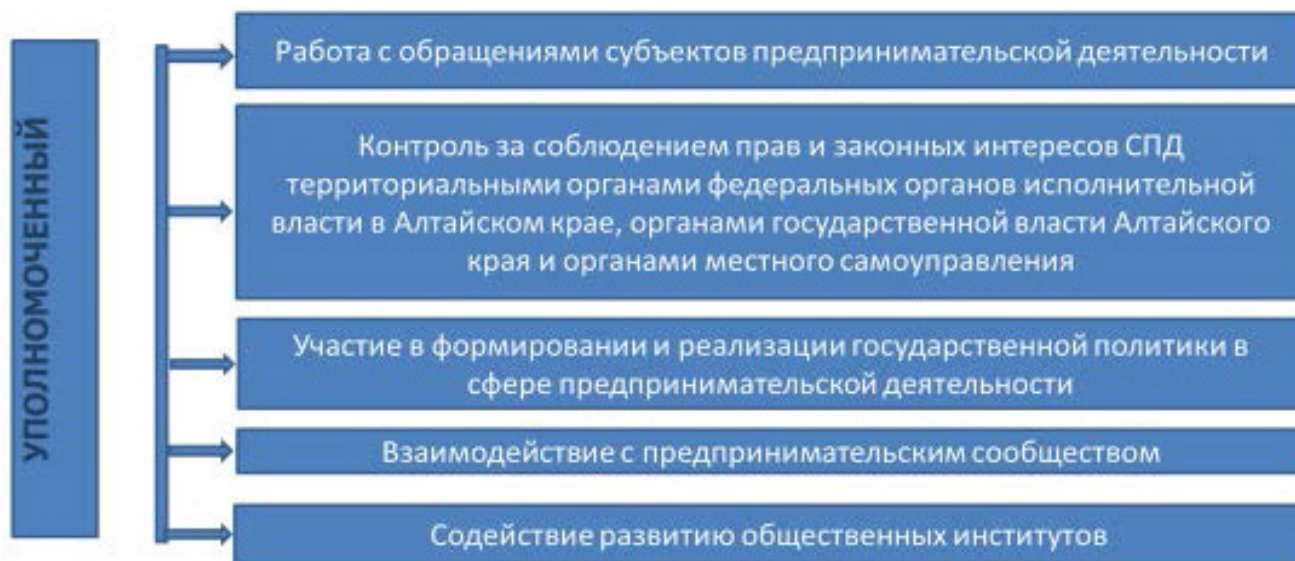 УПОЛНОМОЧЕННЫЙ
Работа с обращениями субъектов предпринимательской деятельности
Контроль за соблюдением прав и законных интересов СПД
территориальными органами федеральных органов исполнительной
власти в Алтайском крае, органами государственной власти Алтайского
края и органами местного самоуправления
Участие в формировании и реализации государственной политики в
сфере предпринимательской деятельности
Взаимодействие с предпринимательским сообществом
Содействие развитию общественных институтов